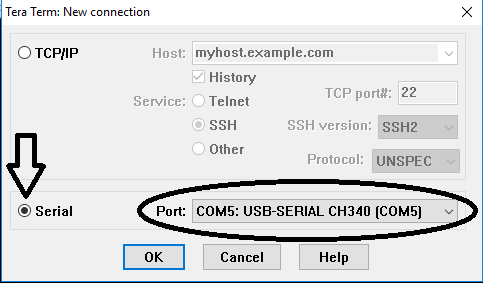 Tera Term: New connection
TCP/IP
Host: myhost.example.com
History
Service: Telnet
TCP port#: 22
SSH
SSH version: SSH2
Other
Protocol: UNSPEC
Serial
Port: COM5: USB-SERIAL CH340 (COM5)
OK Cancel Help